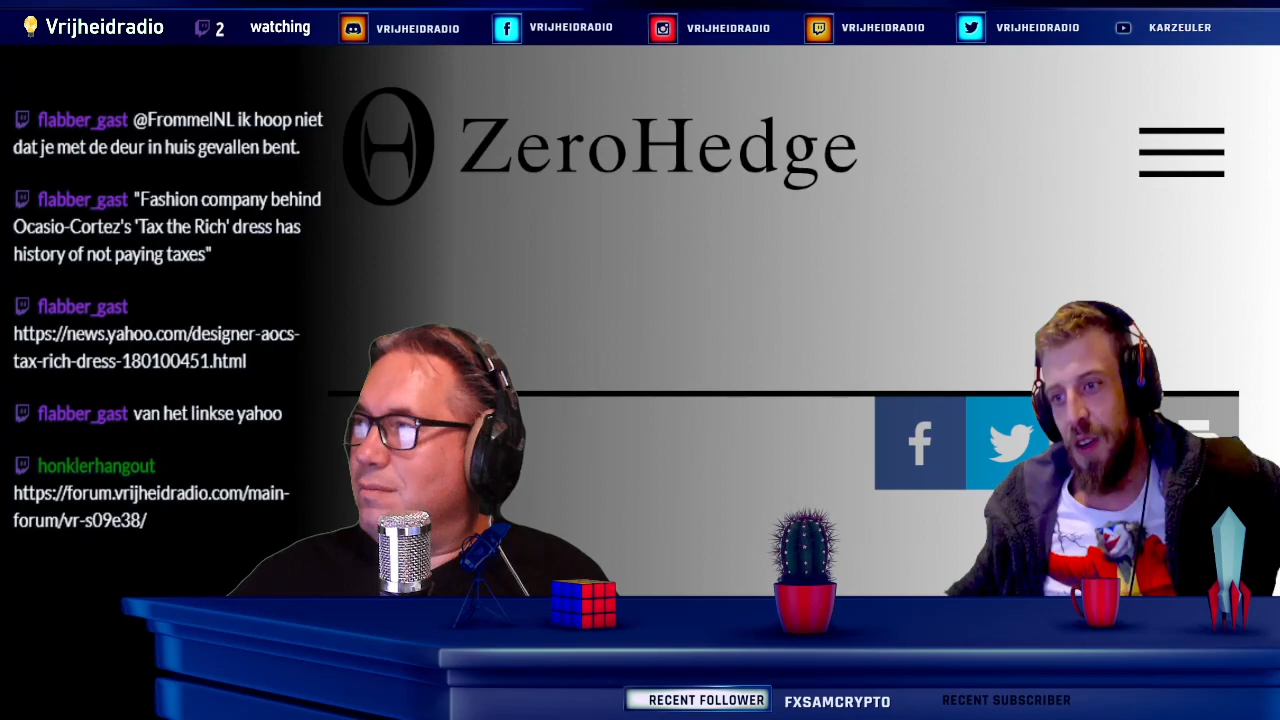 Vrijheidradio
2 watching
VRIJHEIDRADIO
VRIJHEIDRADIO
VRIJHEIDRADIO
VRIJHEIDRADIO
VRIJHEIDRADIO
KARZEULER
flabber_gast @FrommelNL ik hoop niet
dat je met de deur in huis gevallen bent.
flabber_gast "Fashion company behind
Ocasio-Cortez's 'Tax the Rich' dress has
history of not paying taxes"
flabber_gast
https://news.yahoo.com/designer-aocs-
tax-rich-dress-180100451.html
flabber_gast van het linkse yahoo
honklerhangout
https://forum.vrijheidradio.com/main-
forum/vr-s09e38/
ZeroHedge
RECENT FOLLOWER
FXSAMCRYPTO
RECENT SUBSCRIBER